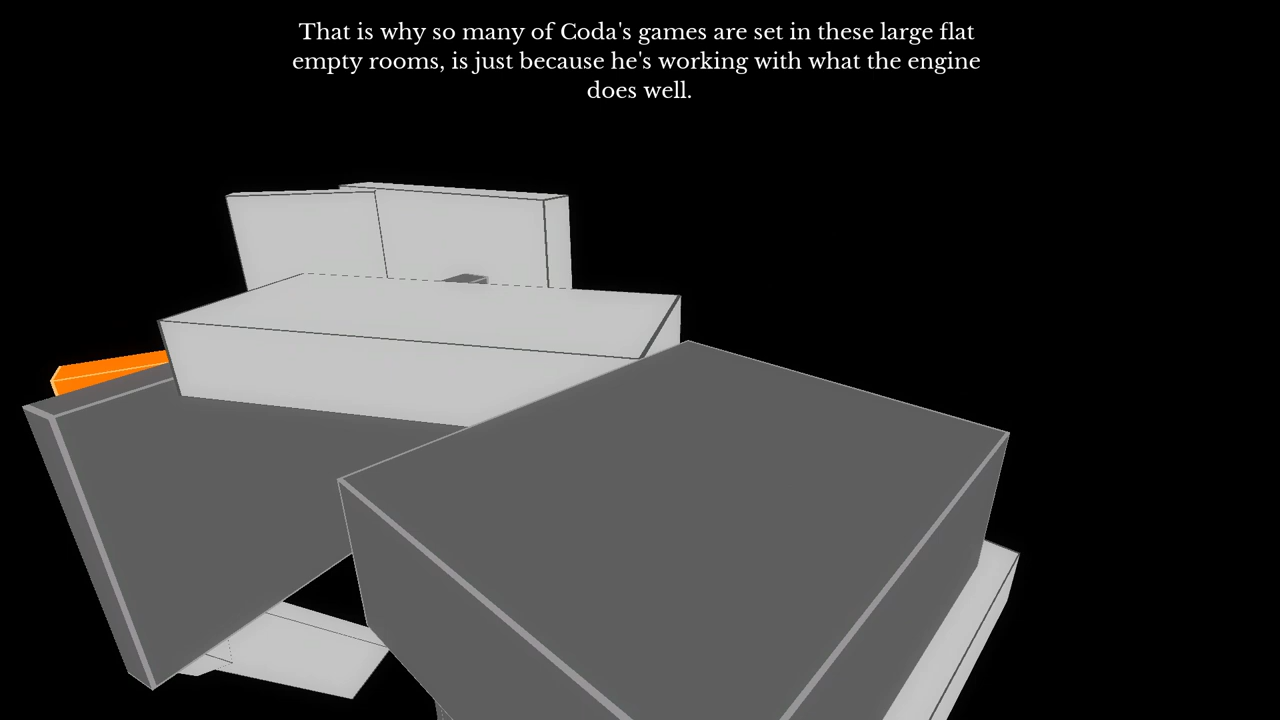 That is why so many of Coda's games are set in these large flat
empty rooms, is just because he's working with what the engine
does well.